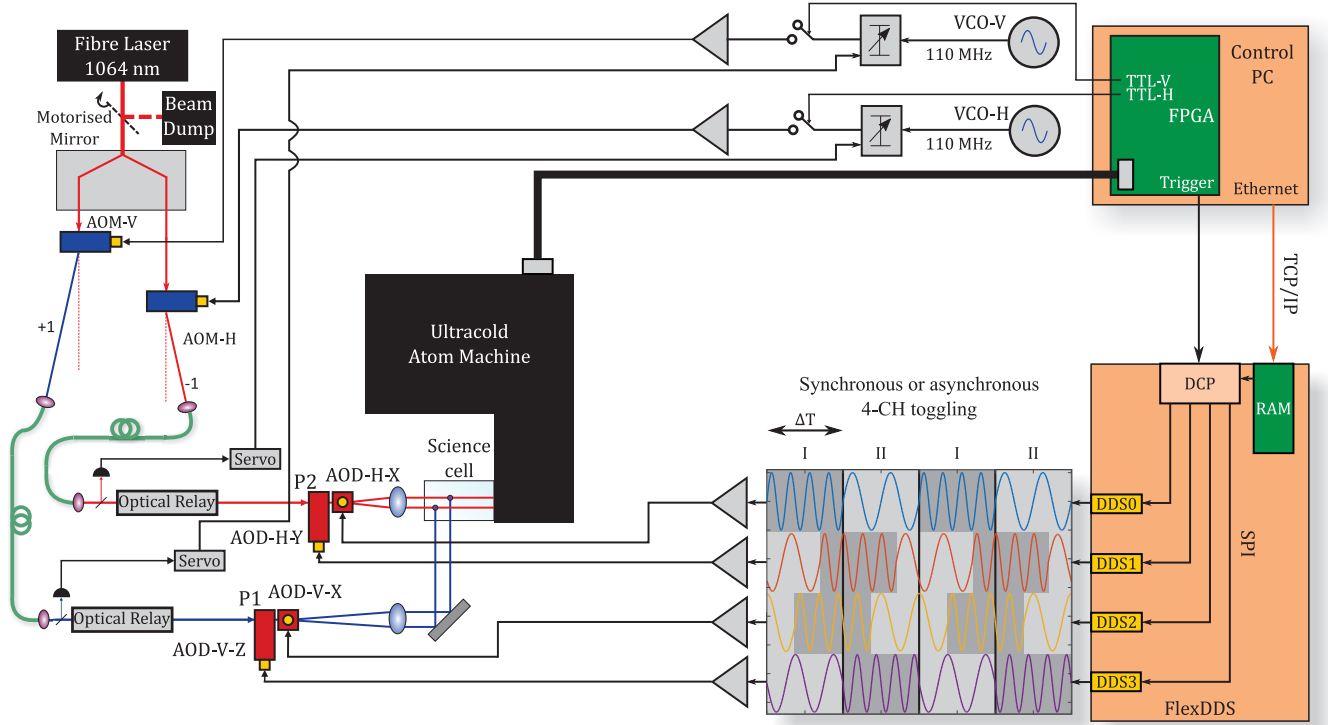 Fibre Laser
1064 nm
Motorised
Mirror
Beam
Dump
AOM-V
AOM-H
+1
-1
VCO-V
110 MHz
VCO-H
110 MHz
Control
PC
TTL-V
TTL-H
FPGA
Trigger
Ethernet
TCP/IP
Ultracold
Atom Machine
Science
cell
Servo
Optical Relay
P2
AOD-H-X
AOD-H-Y
Servo
Optical Relay
P1
AOD-V-X
AOD-V-Z
Synchronous or asynchronous
4-CH toggling
ΔT
I
II
I
II
DCP
RAM
DDS0
DDS1
DDS2
DDS3
SPI
FlexDDS